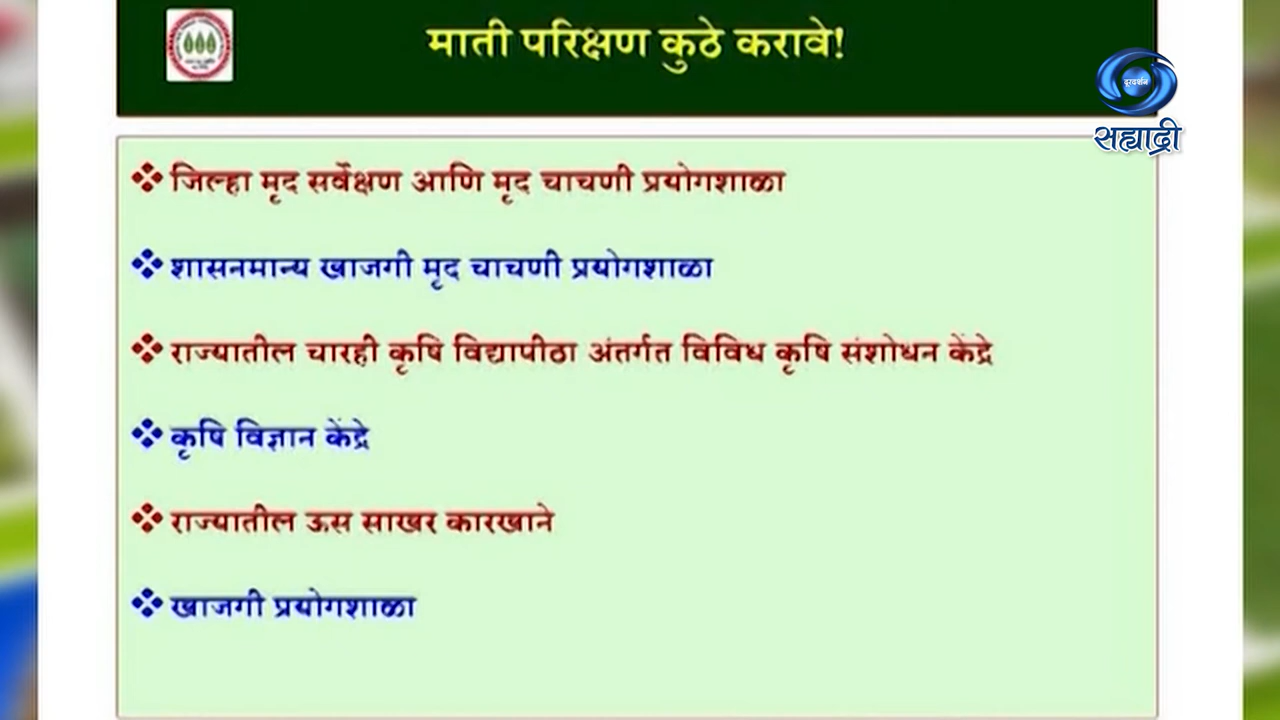 माती परिक्षण कुठे करावे!
दूरदर्शन
सह्याद्री
❖जिल्हा मृद सर्वेक्षण आणि मृद चाचणी प्रयोगशाळा
❖शासनमान्य खाजगी मृद चाचणी प्रयोगशाळा
❖राज्यातील चारही कृषि विद्यापीठा अंतर्गत विविध कृषि संशोधन केंद्रे
❖कृषि विज्ञान केंद्रे
❖राज्यातील ऊस साखर कारखाने
❖खाजगी प्रयोगशाळा